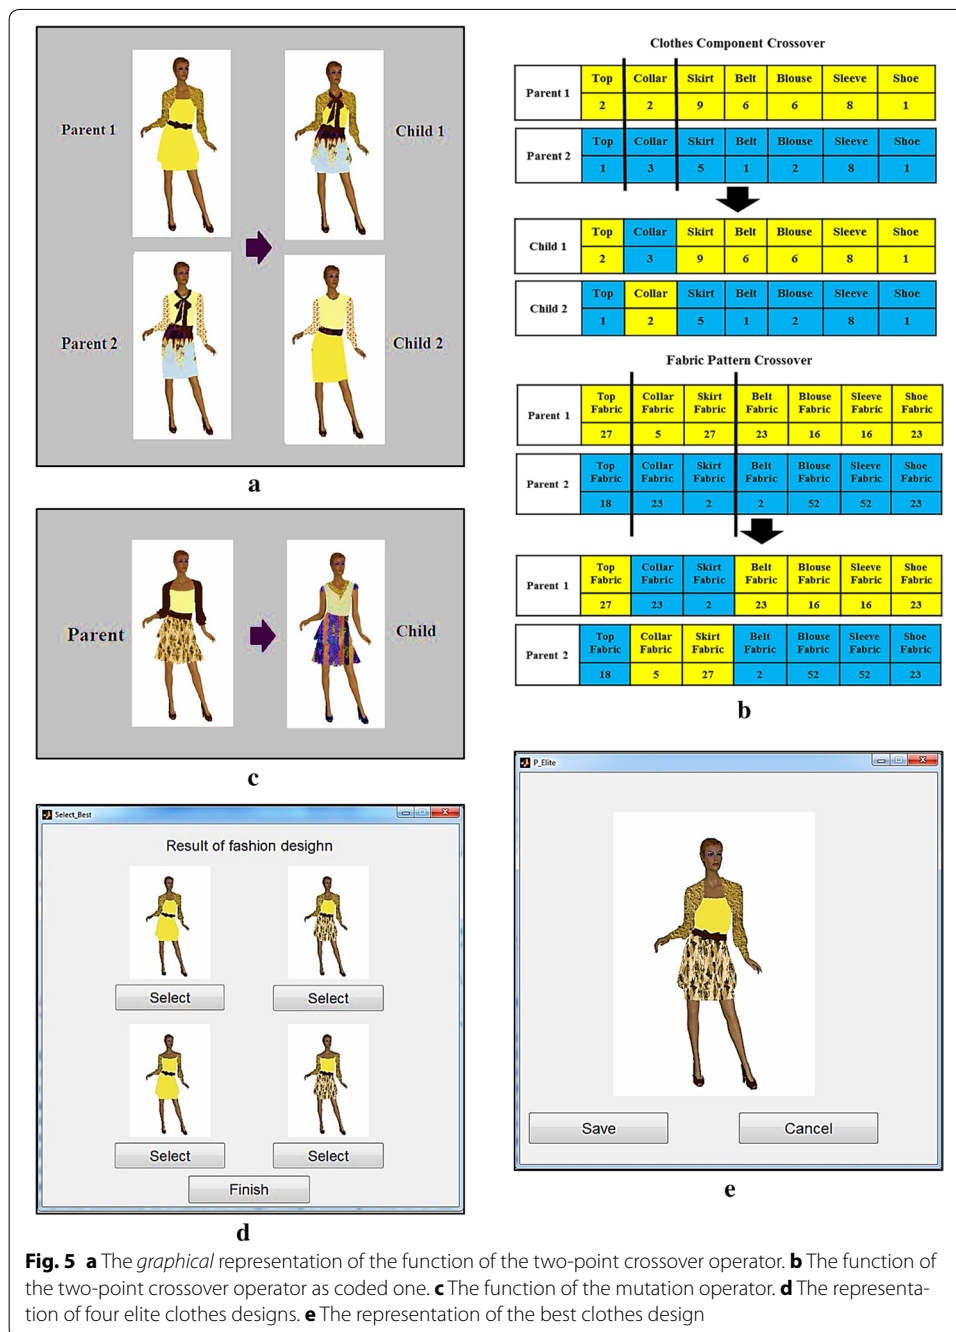 Parent 1
Child 1
Parent 2
Child 2
a
Clothes Component Crossover
Parent 1
Top Collar Skirt Belt Blouse Sleeve Shoe
2 2 9 6 6 8 1
Parent 2
Top Collar Skirt Belt Blouse Sleeve Shoe
1 3 5 1 2 8 1
Child 1
Top Collar Skirt Belt Blouse Sleeve Shoe
2 3 9 6 6 8 1
Child 2
Top Collar Skirt Belt Blouse Sleeve Shoe
1 2 5 1 2 8 1
Fabric Pattern Crossover
Parent 1
Top Collar Skirt Belt Blouse Sleeve Shoe
Fabric Fabric Fabric Fabric Fabric Fabric Fabric
27 5 27 23 16 16 23
Parent 2
Top Collar Skirt Belt Blouse Sleeve Shoe
Fabric Fabric Fabric Fabric Fabric Fabric Fabric
18 23 2 2 52 52 23
Parent 1
Top Collar Skirt Belt Blouse Sleeve Shoe
Fabric Fabric Fabric Fabric Fabric Fabric Fabric
27 23 2 23 16 16 23
Parent 2
Top Collar Skirt Belt Blouse Sleeve Shoe
Fabric Fabric Fabric Fabric Fabric Fabric Fabric
18 5 27 2 52 52 23
b
Parent
Child
c
Select_Best
Result of fashion desighn
Select Select
Select Select
Finish
d
P_Elite
Save Cancel
e
Fig. 5 a The graphical representation of the function of the two-point crossover operator. b The function of
the two-point crossover operator as coded one. c The function of the mutation operator. d The representa-
tion of four elite clothes designs. e The representation of the best clothes design